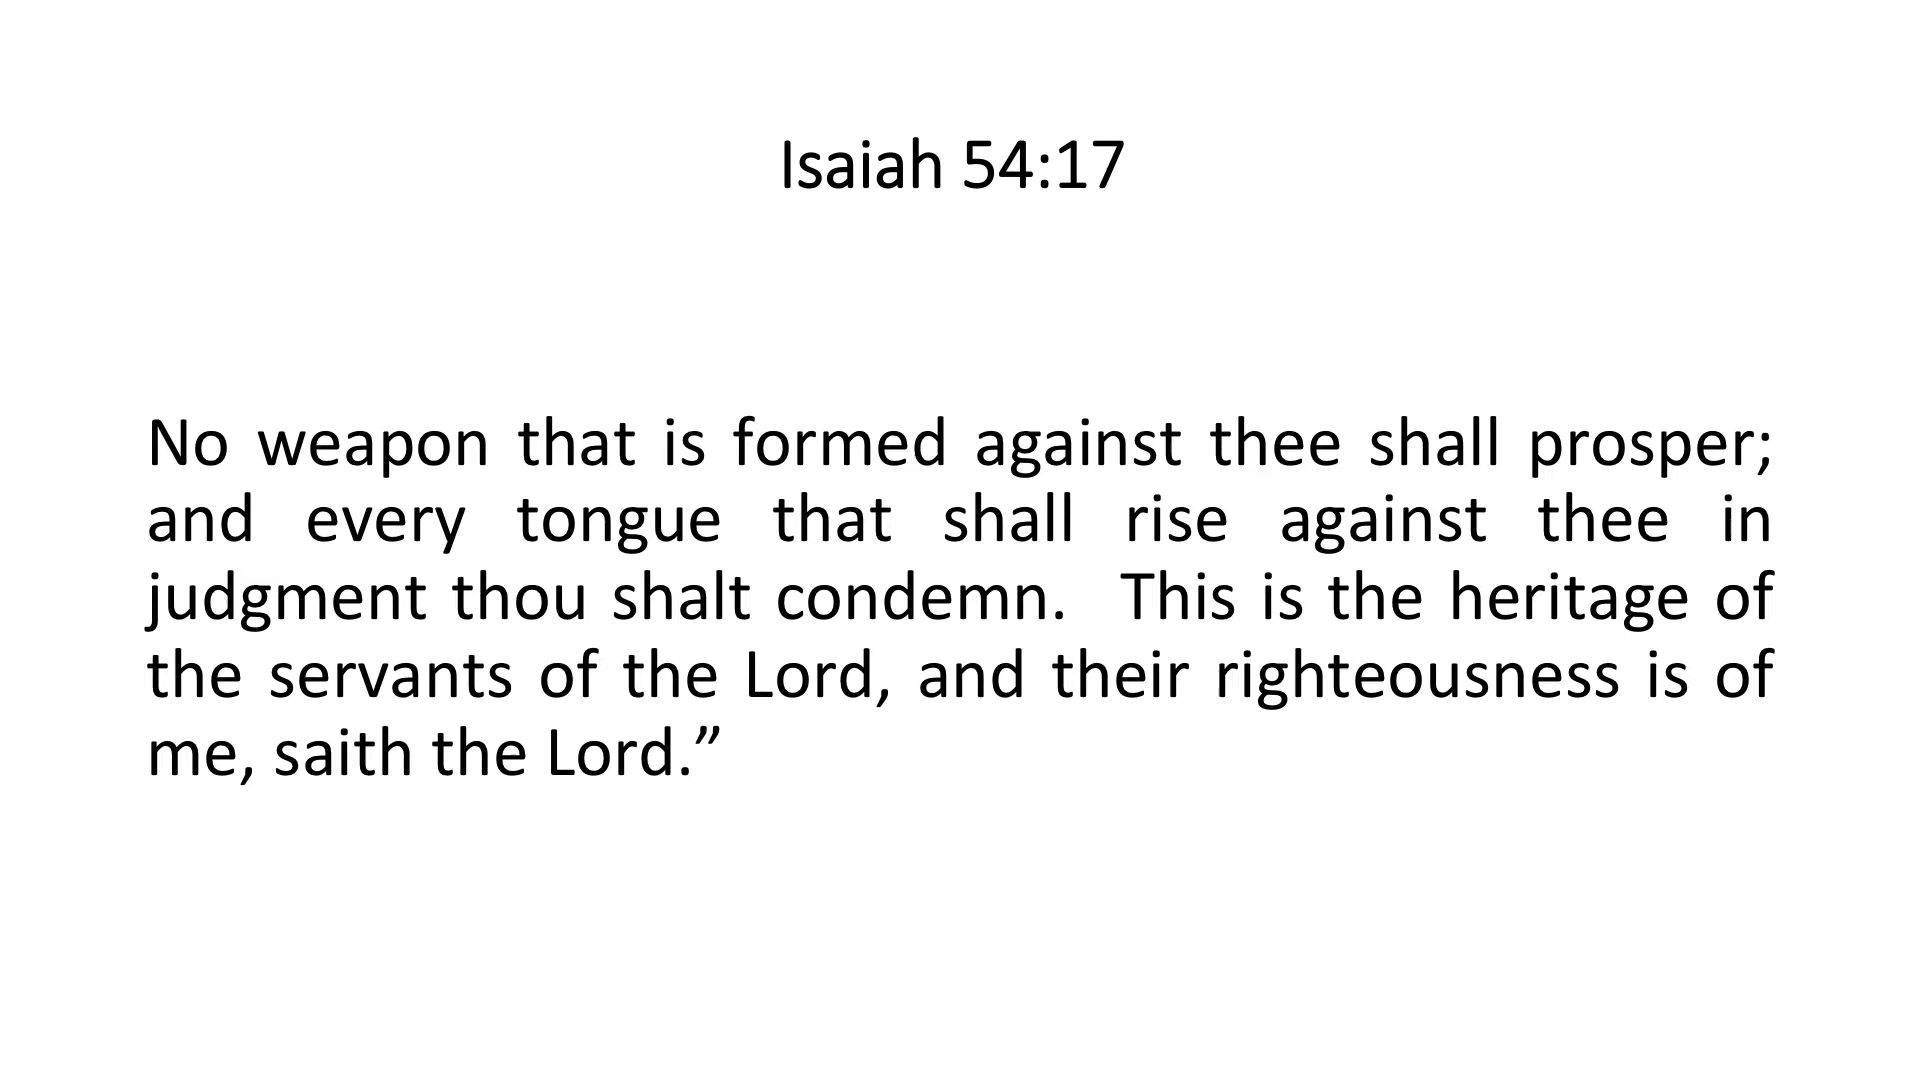 Isaiah 54:17
No weapon that is formed against thee shall prosper;
and every tongue that shall rise against thee in
judgment thou shalt condemn.  This is the heritage of
the servants of the Lord, and their righteousness is of
me, saith the Lord.”